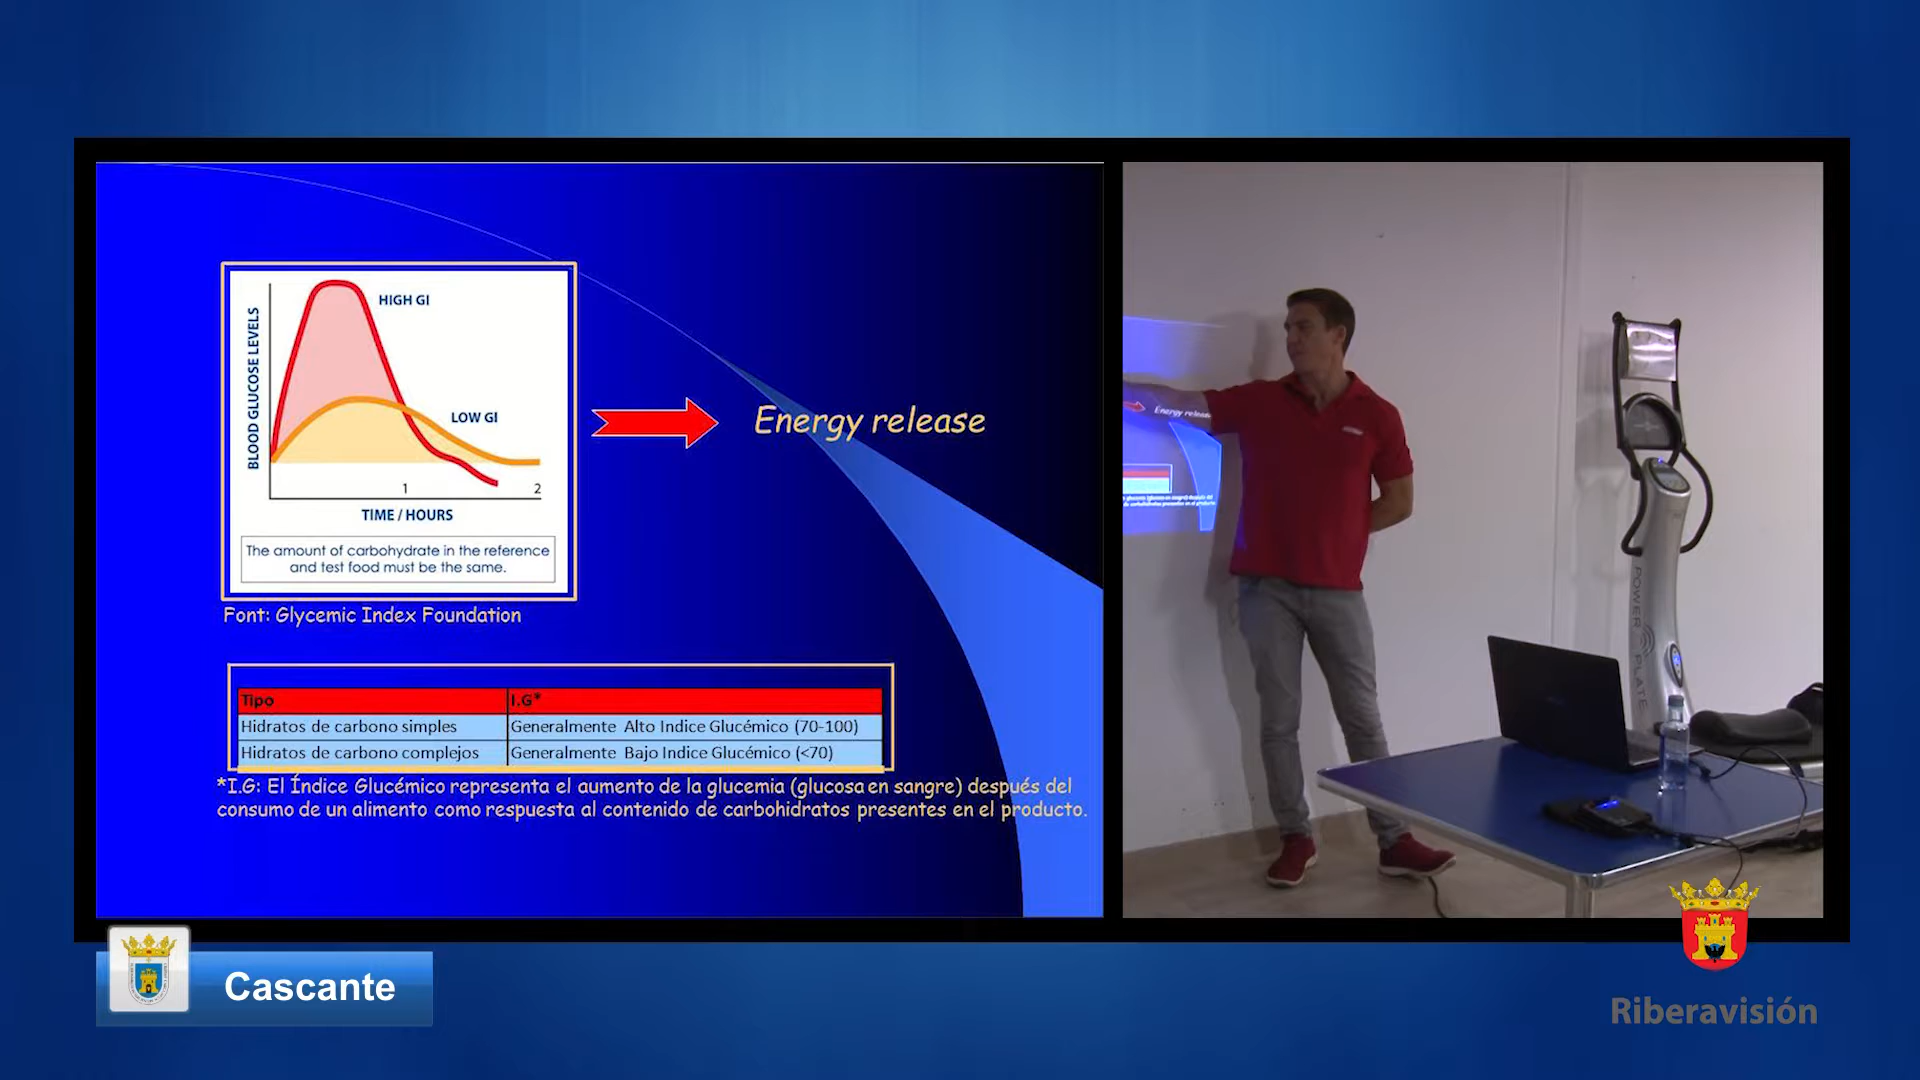 HIGH GI
LOW GI
BLOOD GLUCOSE LEVELS
1
2
TIME / HOURS
The amount of carbohydrate in the reference
and test food must be the same.
Font: Glycemic Index Foundation
Energy release
Tipo I.G*
Hidratos de carbono simples Generalmente Alto Indice Glucémico (70-100)
Hidratos de carbono complejos Generalmente Bajo Indice Glucémico (<70)
*I.G: El Índice Glucémico representa el aumento de la glucemia (glucosa en sangre) después del
consumo de un alimento como respuesta al contenido de carbohidratos presentes en el producto.
Energy release
POWER PLATE
Cascante
Riberavisión